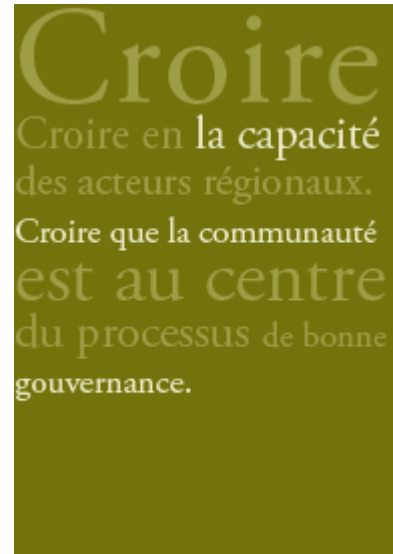 Croire
Croire en la capacité
des acteurs régionaux.
Croire que la communauté
est au centre
du processus de bonne
gouvernance.